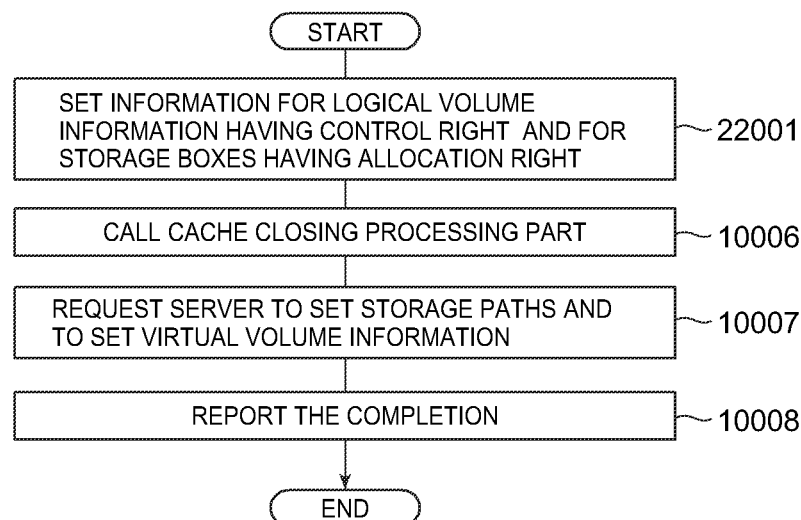 START
SET INFORMATION FOR LOGICAL VOLUME
INFORMATION HAVING CONTROL RIGHT AND FOR
STORAGE BOXES HAVING ALLOCATION RIGHT
22001
CALL CACHE CLOSING PROCESSING PART
10006
REQUEST SERVER TO SET STORAGE PATHS AND
TO SET VIRTUAL VOLUME INFORMATION
10007
REPORT THE COMPLETION
10008
END